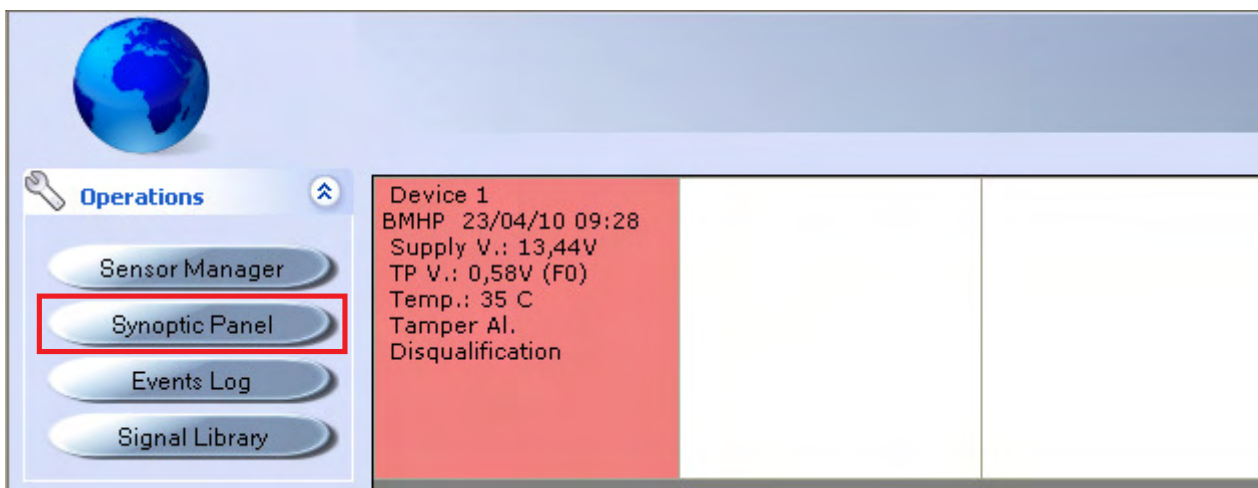 Operations
Sensor Manager
Synoptic Panel
Events Log
Signal Library
Device 1
BMHP 23/04/10 09:28
Supply V.: 13,44V
TP V.: 0,58V (F0)
Temp.: 35 C
Tamper Al.
Disqualification